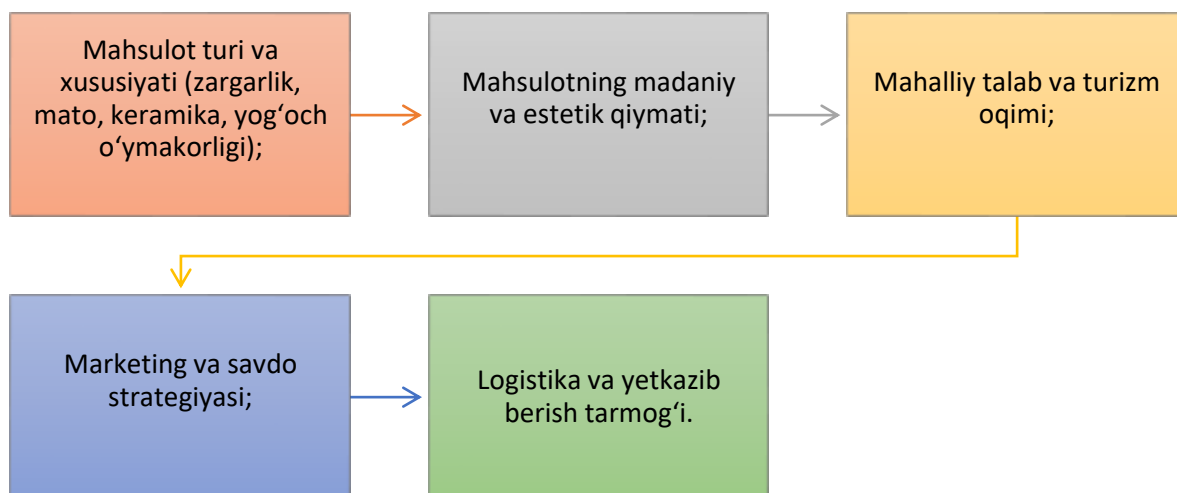 Mahsulot turi va
xususiyati (zargarlik,
mato, keramika, yog‘och
o‘ymakorligi);
Mahsulotning madaniy
va estetik qiymati;
Mahalliy talab va turizm
oqimi;
Marketing va savdo
strategiyasi;
Logistika va yetkazib
berish tarmog‘i.